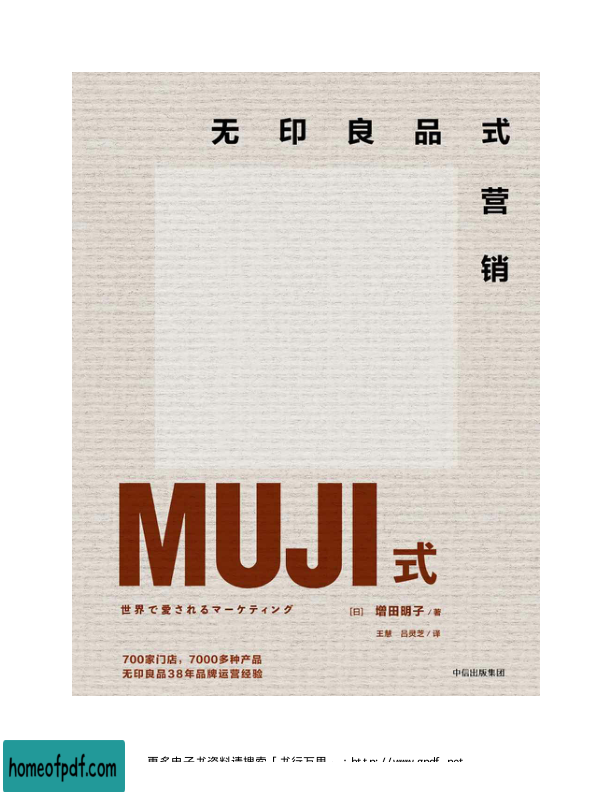 无印良品式
营
销
MUJI式
世界で愛されるマーケティング
[日] 增田明子/著
王慧 吕灵芝/译
700家门店，7000多种产品
无印良品38年品牌运营经验
中信出版集团
homeofpdf.com